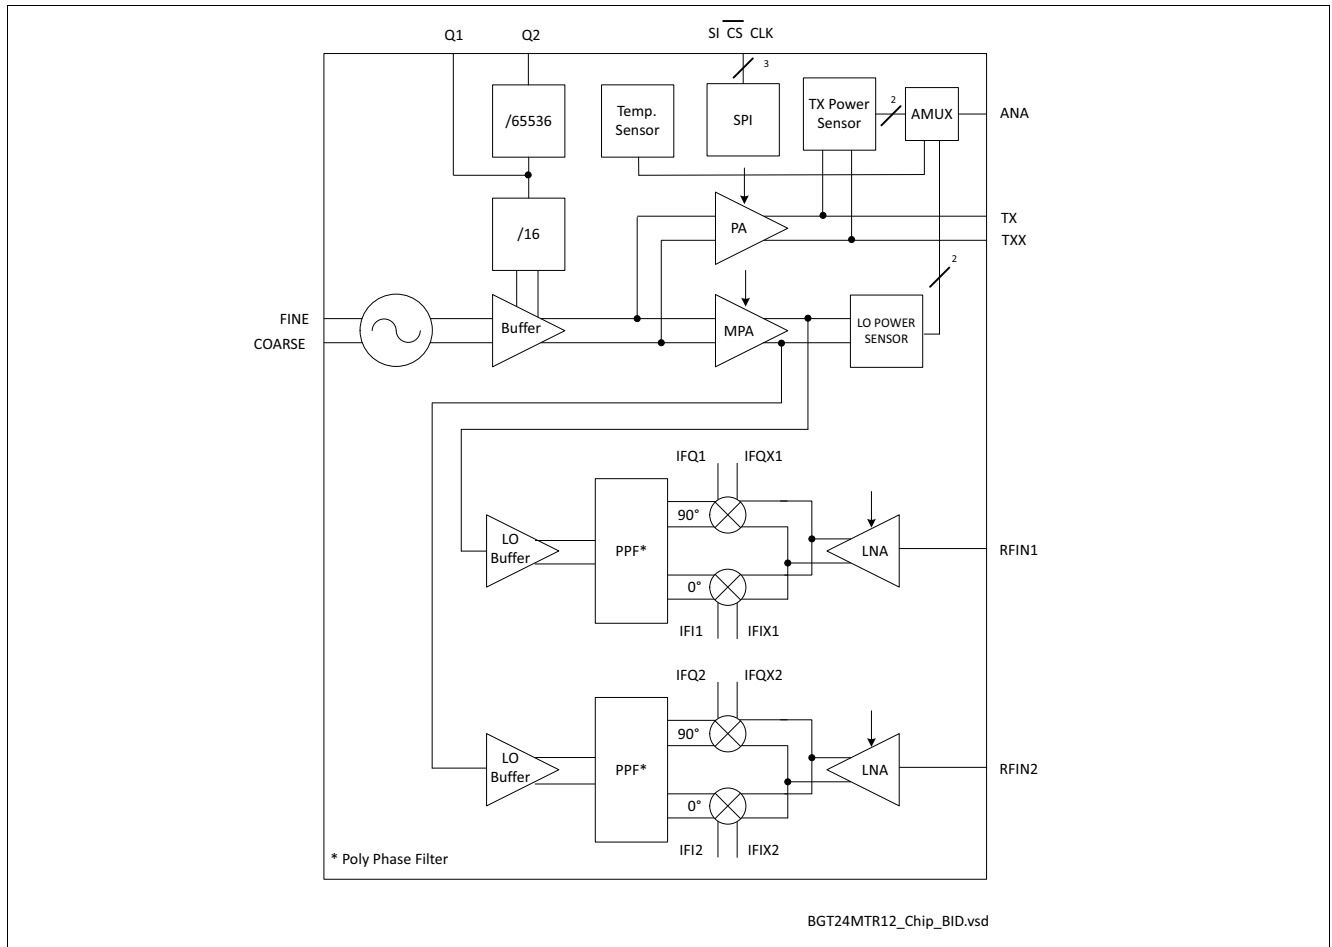 Q1
Q2
SI CS CLK
3
/65536
Temp.
Sensor
SPI
TX Power
Sensor
2
AMUX
ANA
/16
PA
TX
TXX
2
FINE
COARSE
Buffer
MPA
LO POWER
SENSOR
IFQ1
IFQX1
90°
LO
Buffer
PPF*
LNA
RFIN1
0°
IFI1
IFIX1
IFQ2
IFQX2
90°
LO
Buffer
PPF*
LNA
RFIN2
0°
IFI2
IFIX2
* Poly Phase Filter
BGT24MTR12_Chip_BID.vsd